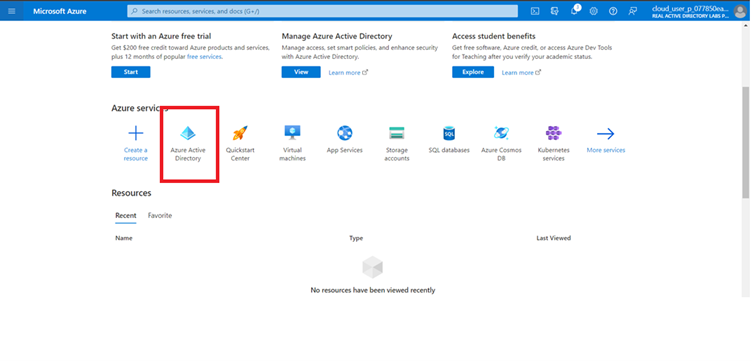 Microsoft Azure
Search resources, services, and docs (G+/)
1
cloud_user_p_077850ea...
REAL ACTIVE DIRECTORY LABS P...
Start with an Azure free trial
Get $200 free credit toward Azure products and services,
plus 12 months of popular free services.
Start
Manage Azure Active Directory
Manage access, set smart policies, and enhance security
with Azure Active Directory.
View
Learn more
Access student benefits
Get free software, Azure credit, or access Azure Dev Tools
for Teaching after you verify your academic status.
Explore
Learn more
Azure services
Create a
resource
Azure Active
Directory
Quickstart
Center
Virtual
machines
App Services
Storage
accounts
SQL
SQL databases
Azure Cosmos
DB
Kubernetes
services
More services
Resources
Recent
Favorite
Name
Type
Last Viewed
No resources have been viewed recently